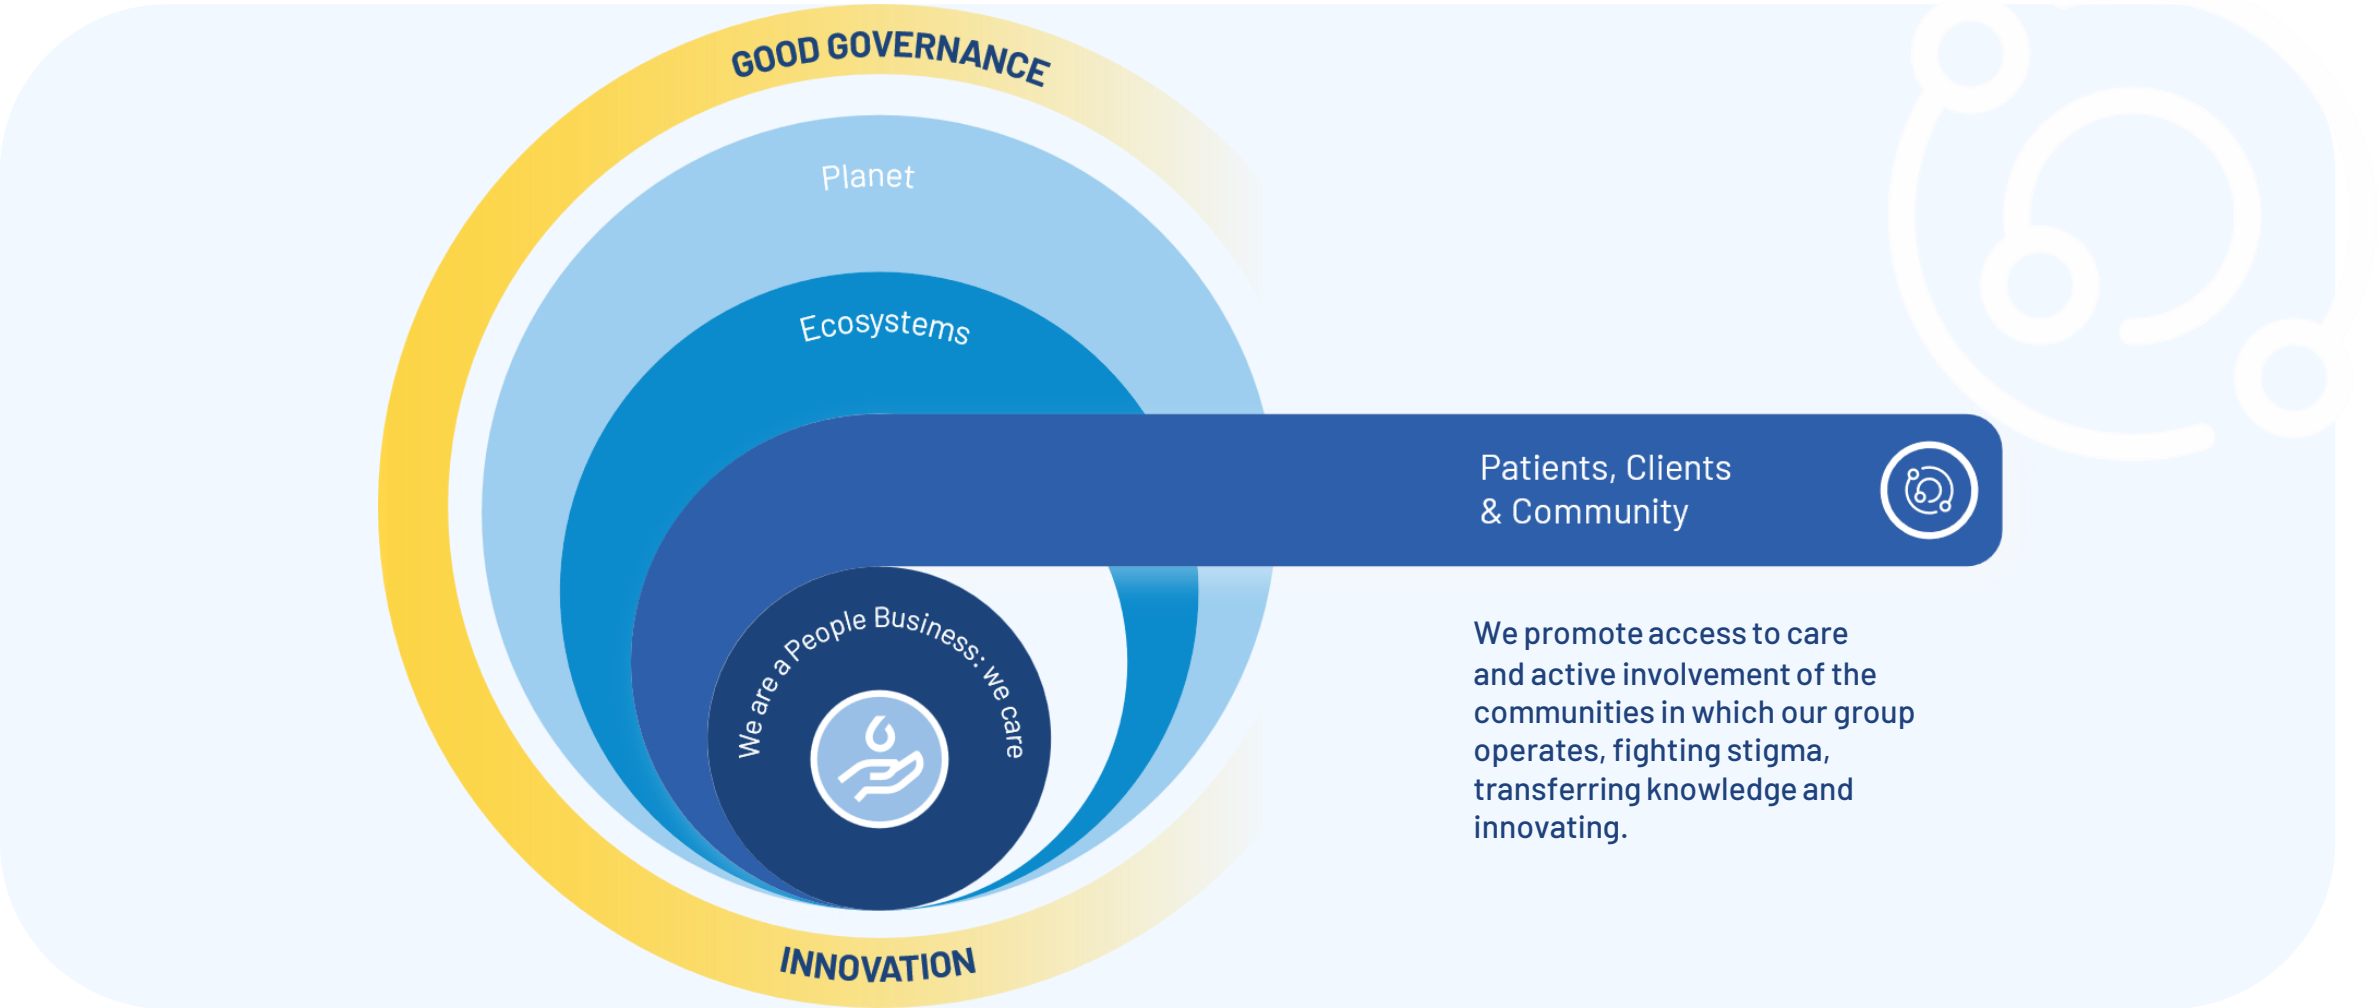 GOOD GOVERNANCE
Planet
Ecosystems
Patients, Clients
& Community
We are a People Business: we care
We promote access to care
and active involvement of the
communities in which our group
operates, fighting stigma,
transferring knowledge and
innovating.
INNOVATION